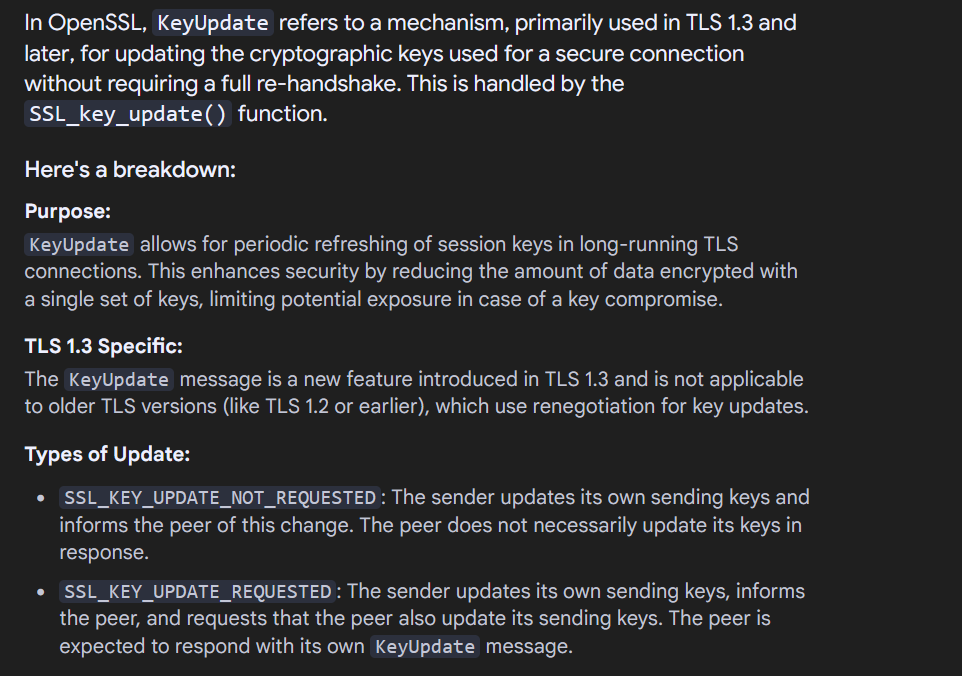 In OpenSSL, KeyUpdate refers to a mechanism, primarily used in TLS 1.3 and
later, for updating the cryptographic keys used for a secure connection
without requiring a full re-handshake. This is handled by the
SSL_key_update() function.
Here's a breakdown:
Purpose:
KeyUpdate allows for periodic refreshing of session keys in long-running TLS
connections. This enhances security by reducing the amount of data encrypted with
a single set of keys, limiting potential exposure in case of a key compromise.
TLS 1.3 Specific:
The KeyUpdate message is a new feature introduced in TLS 1.3 and is not applicable
to older TLS versions (like TLS 1.2 or earlier), which use renegotiation for key updates.
Types of Update:
• SSL_KEY_UPDATE_NOT_REQUESTED: The sender updates its own sending keys and
informs the peer of this change. The peer does not necessarily update its keys in
response.
• SSL_KEY_UPDATE_REQUESTED: The sender updates its own sending keys, informs
the peer, and requests that the peer also update its sending keys. The peer is
expected to respond with its own KeyUpdate message.